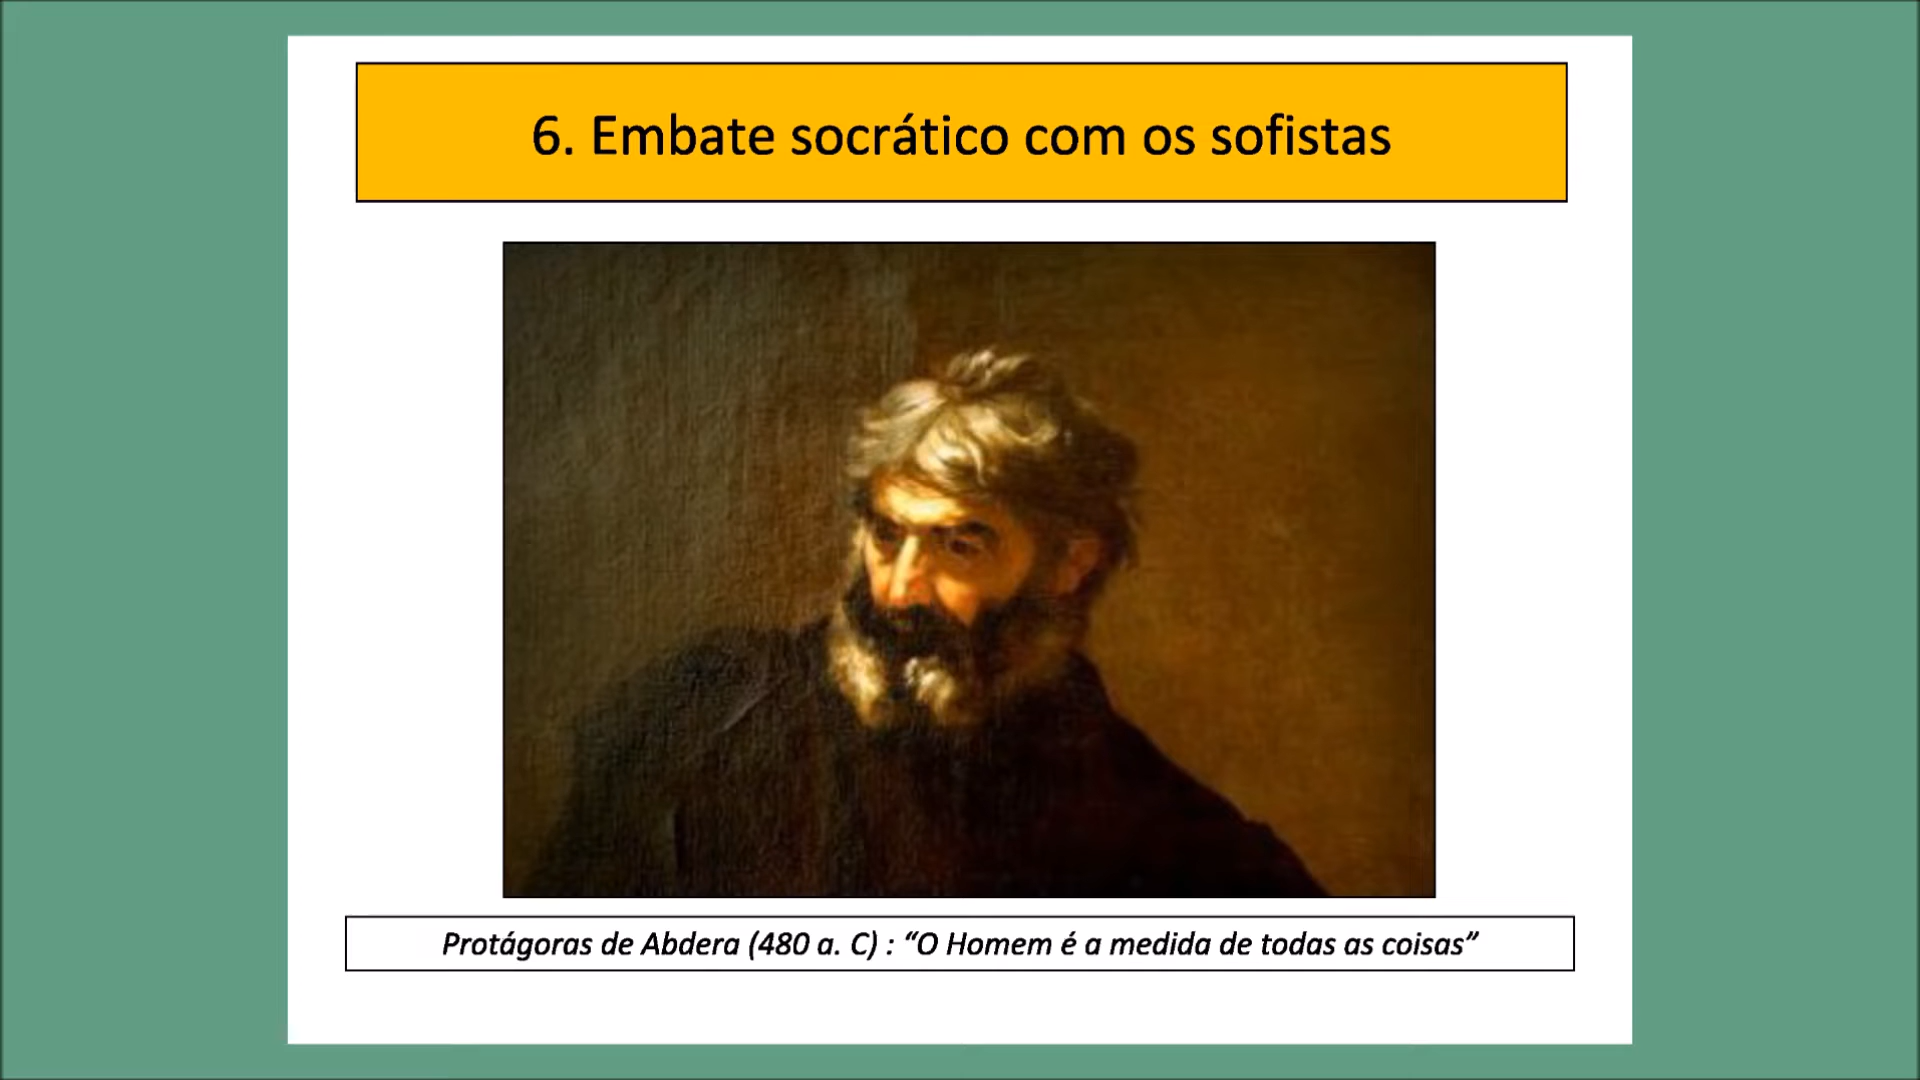 6. Embate socrático com os sofistas
Protágoras de Abdera (480 a. C) : “O Homem é a medida de todas as coisas”